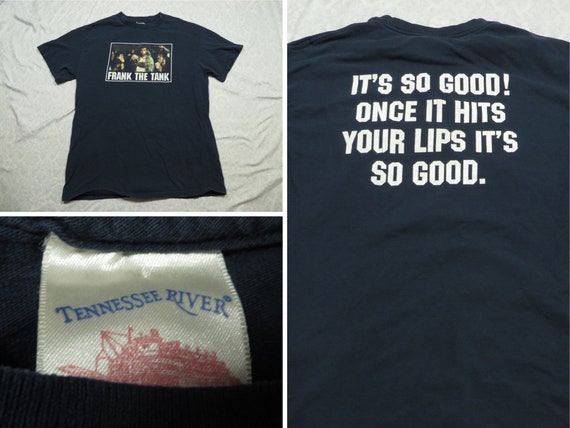 FRANK THE TANK
TENNESSEE RIVER®
IT'S SO GOOD!
ONCE IT HITS
YOUR LIPS IT'S
SO GOOD.